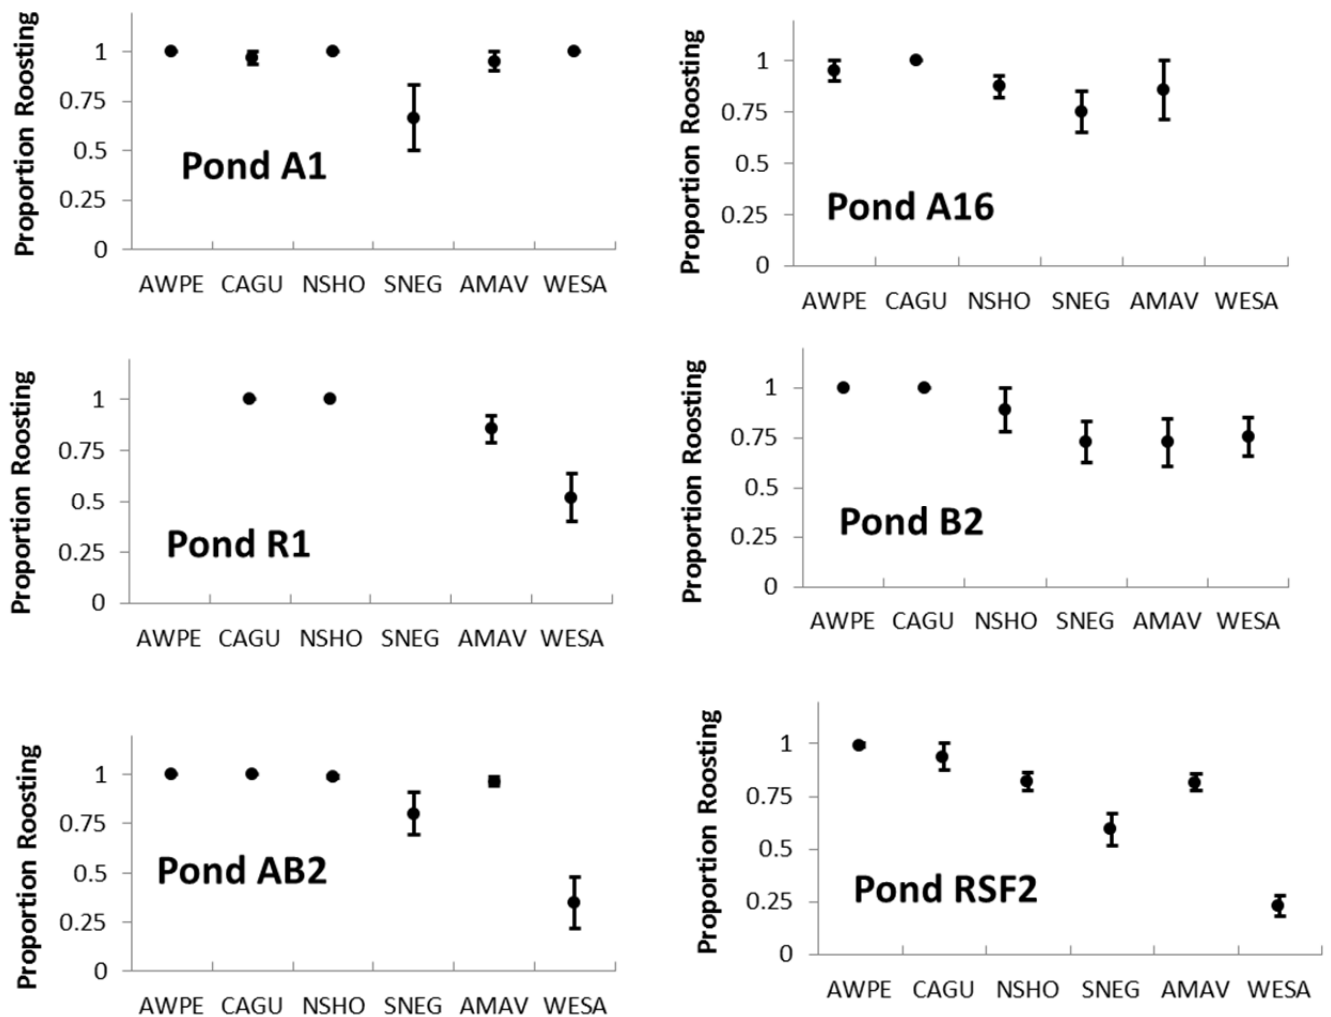 Proportion Roosting
1
0.75
0.5
0.25
0
Pond A1
AWPE CAGU NSHO SNEG AMAV WESA
Proportion Roosting
1
0.75
0.5
0.25
0
Pond A16
AWPE CAGU NSHO SNEG AMAV WESA
Proportion Roosting
1
0.75
0.5
0.25
0
Pond R1
AWPE CAGU NSHO SNEG AMAV WESA
Proportion Roosting
1
0.75
0.5
0.25
0
Pond B2
AWPE CAGU NSHO SNEG AMAV WESA
Proportion Roosting
1
0.75
0.5
0.25
0
Pond AB2
AWPE CAGU NSHO SNEG AMAV WESA
Proportion Roosting
1
0.75
0.5
0.25
0
Pond RSF2
AWPE CAGU NSHO SNEG AMAV WESA